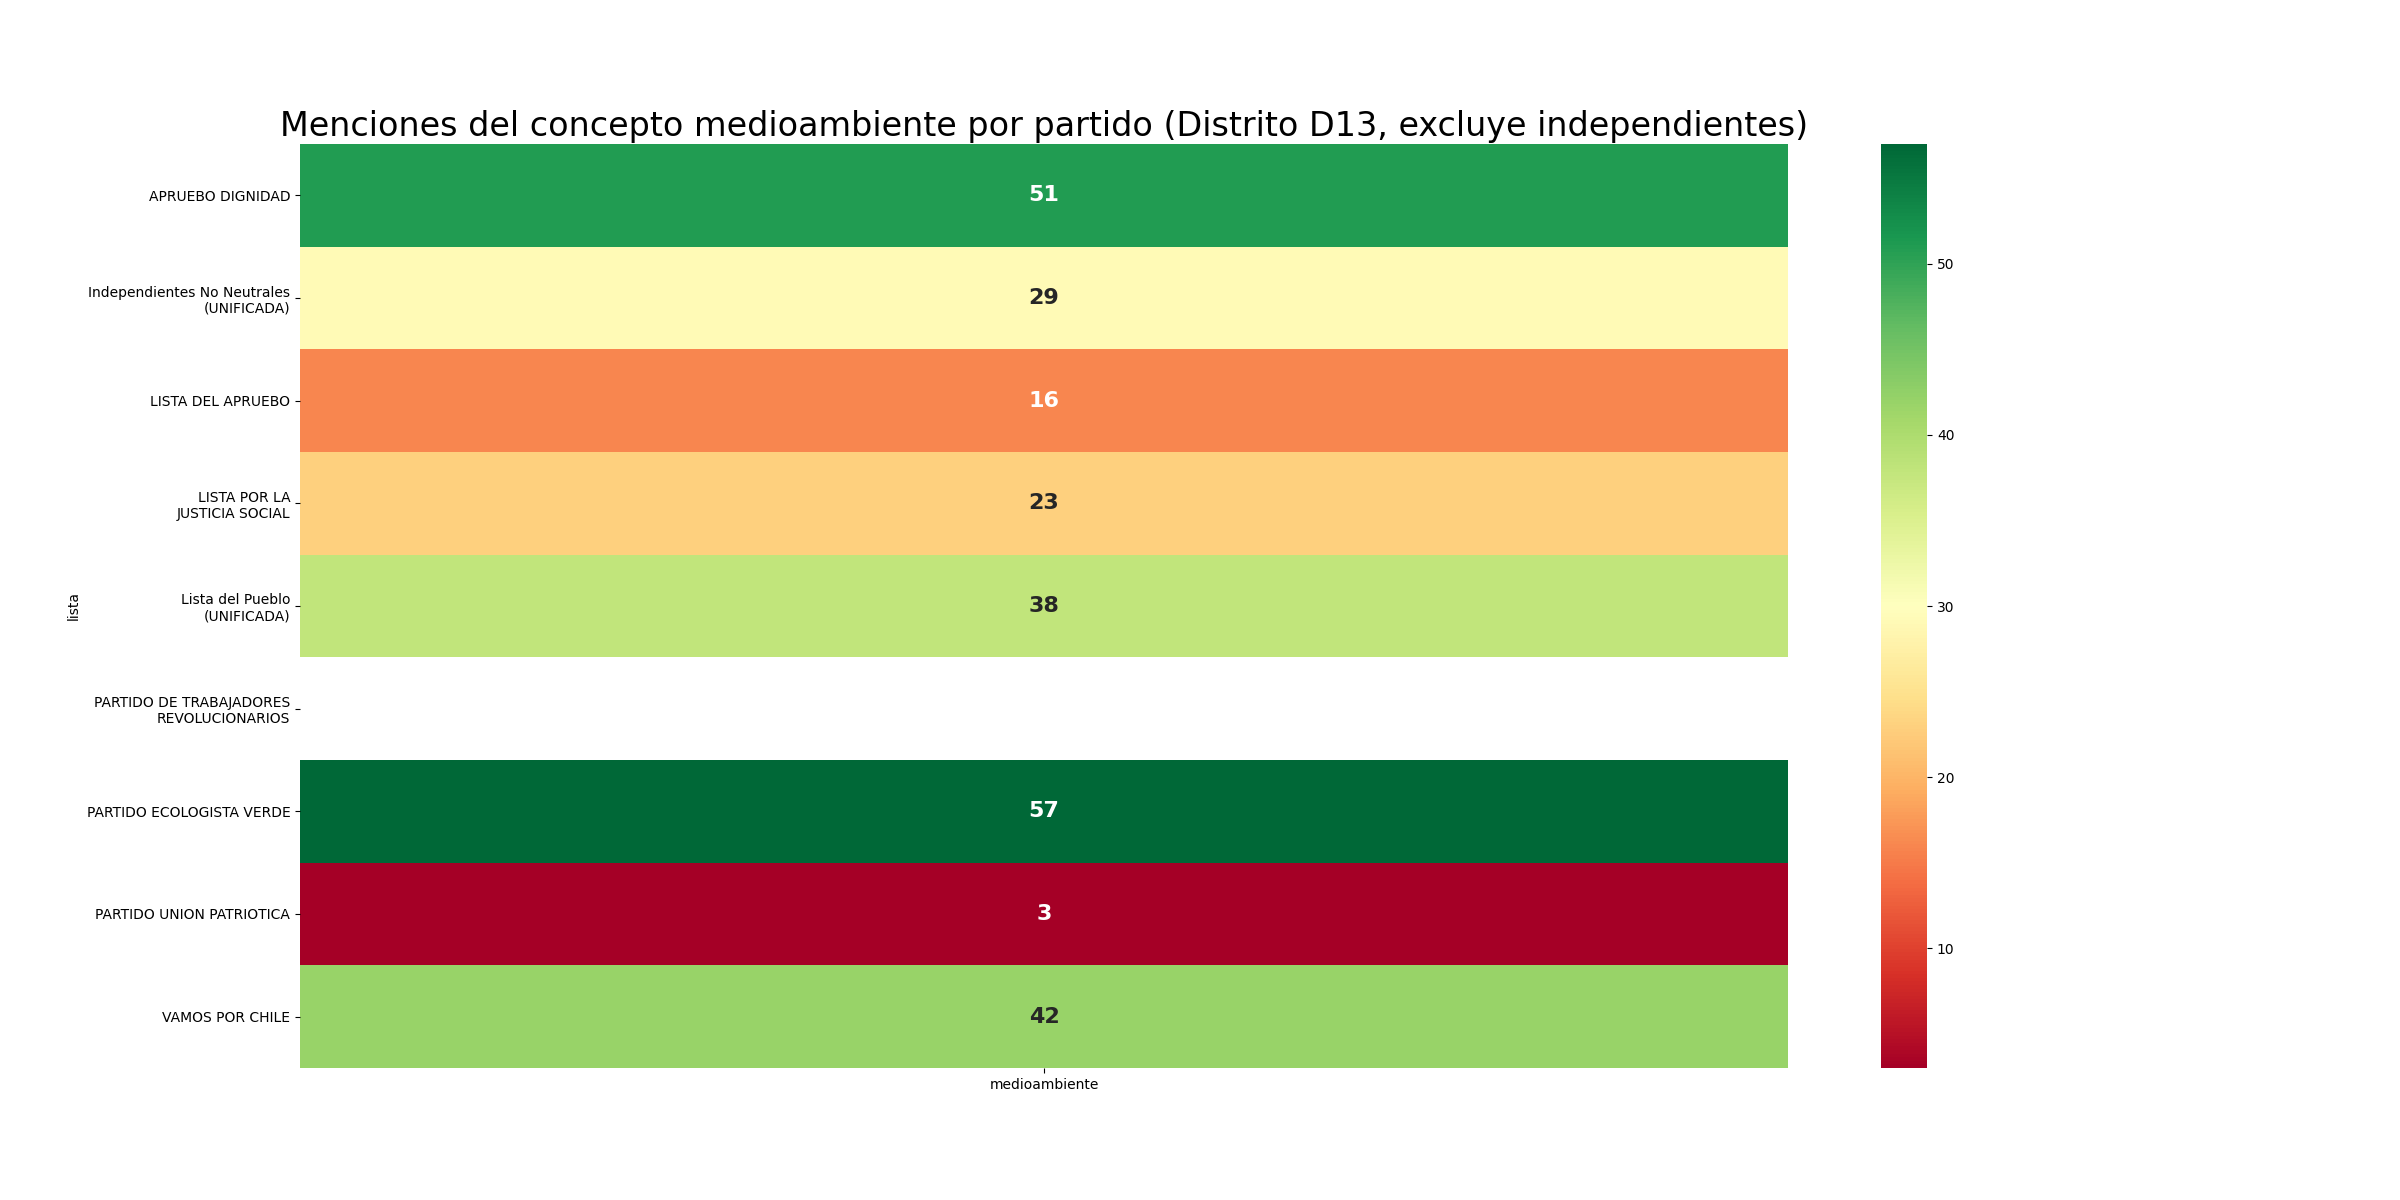 Menciones del concepto medioambiente por partido (Distrito D13, excluye independientes)
APRUEBO DIGNIDAD
51
Independientes No Neutrales
(UNIFICADA)
29
LISTA DEL APRUEBO
16
LISTA POR LA
JUSTICIA SOCIAL
23
Lista del Pueblo
(UNIFICADA)
38
PARTIDO DE TRABAJADORES
REVOLUCIONARIOS
PARTIDO ECOLOGISTA VERDE
57
PARTIDO UNION PATRIOTICA
3
VAMOS POR CHILE
42
lista
medioambiente
50
40
30
20
10